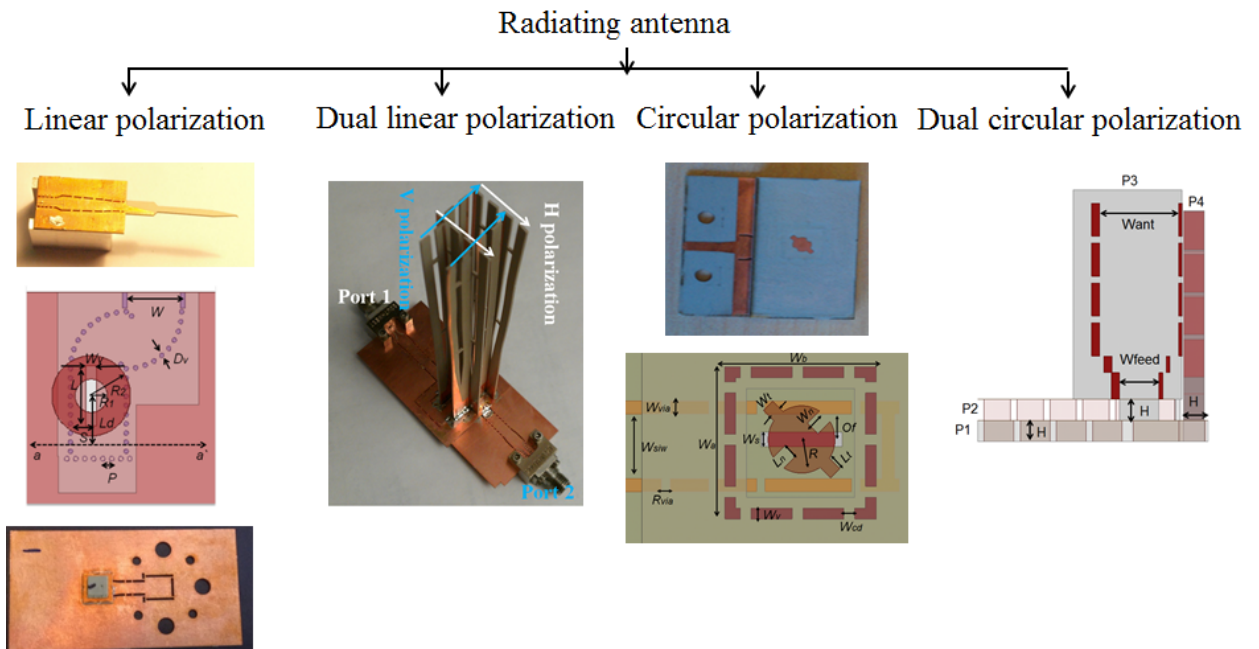 Radiating antenna
Linear polarization
Dual linear polarization
Circular polarization
Dual circular polarization
W
Dv
L
R2
R1
Ld
S
a
a`
P
V polarization
H polarization
Port 1
Port 2
Wb
Wt
Wn
Wvia
Of
Wa
Ws
Wsiw
R
Ln
Lt
Rvia
Wv
Wcd
P3
P4
Want
Wfeed
P2
H
H
P1
H